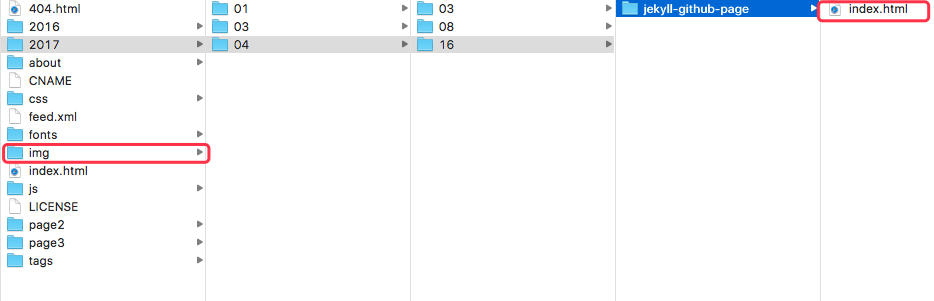 404.html
2016
2017
about
CNAME
css
feed.xml
fonts
img
index.html
js
LICENSE
page2
page3
tags
01
03
04
03
08
16
jekyll-github-page
index.html